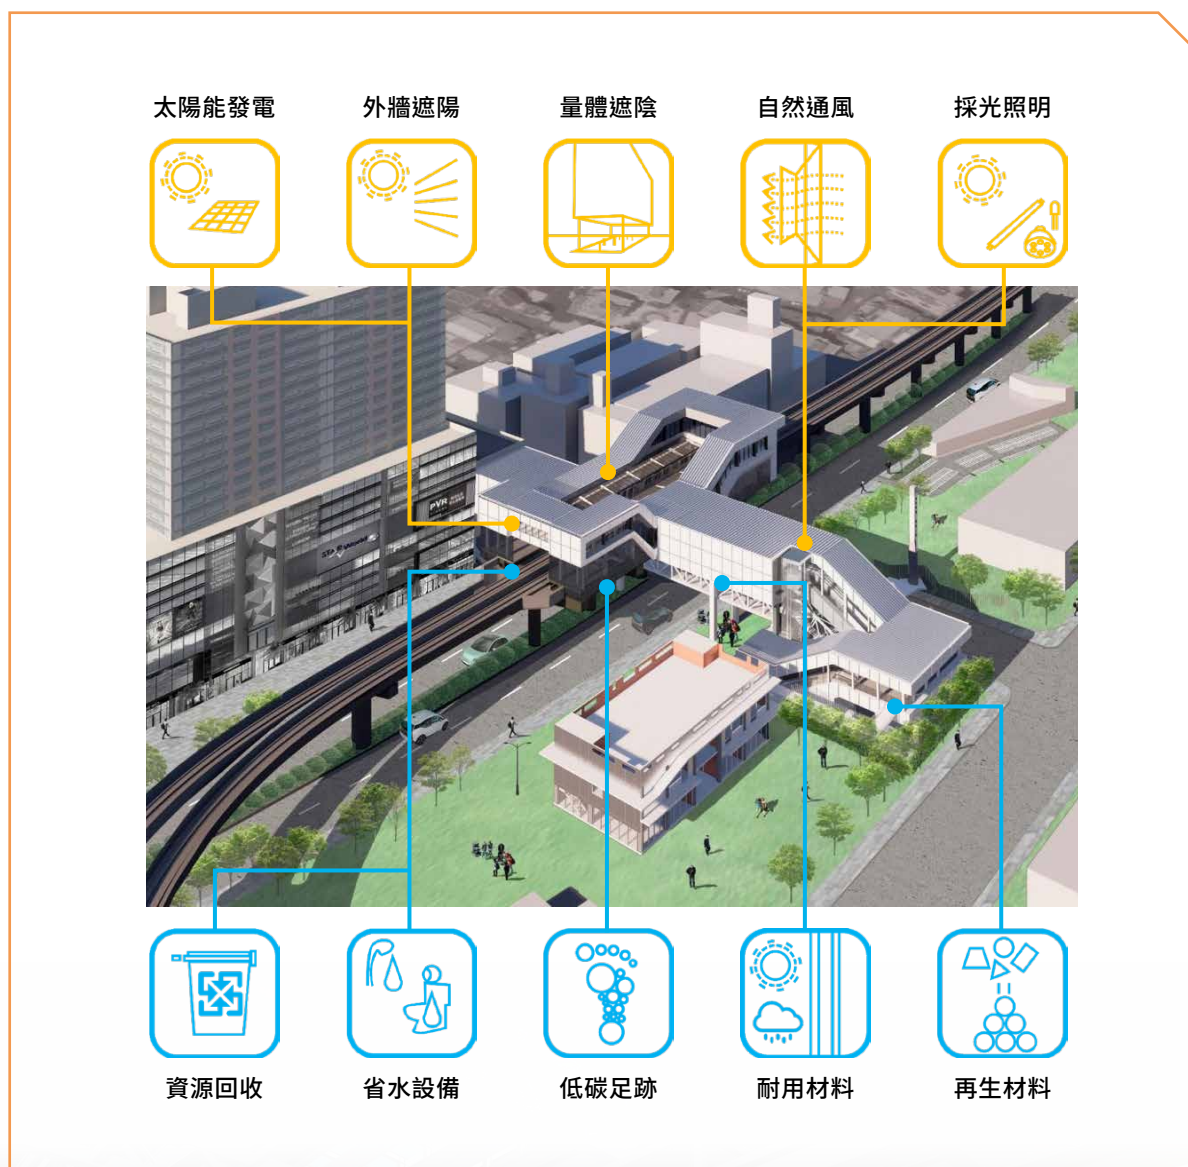 太陽能發電
外牆遮陽
量體遮陰
自然通風
採光照明
PVR
資源回收
省水設備
低碳足跡
耐用材料
再生材料